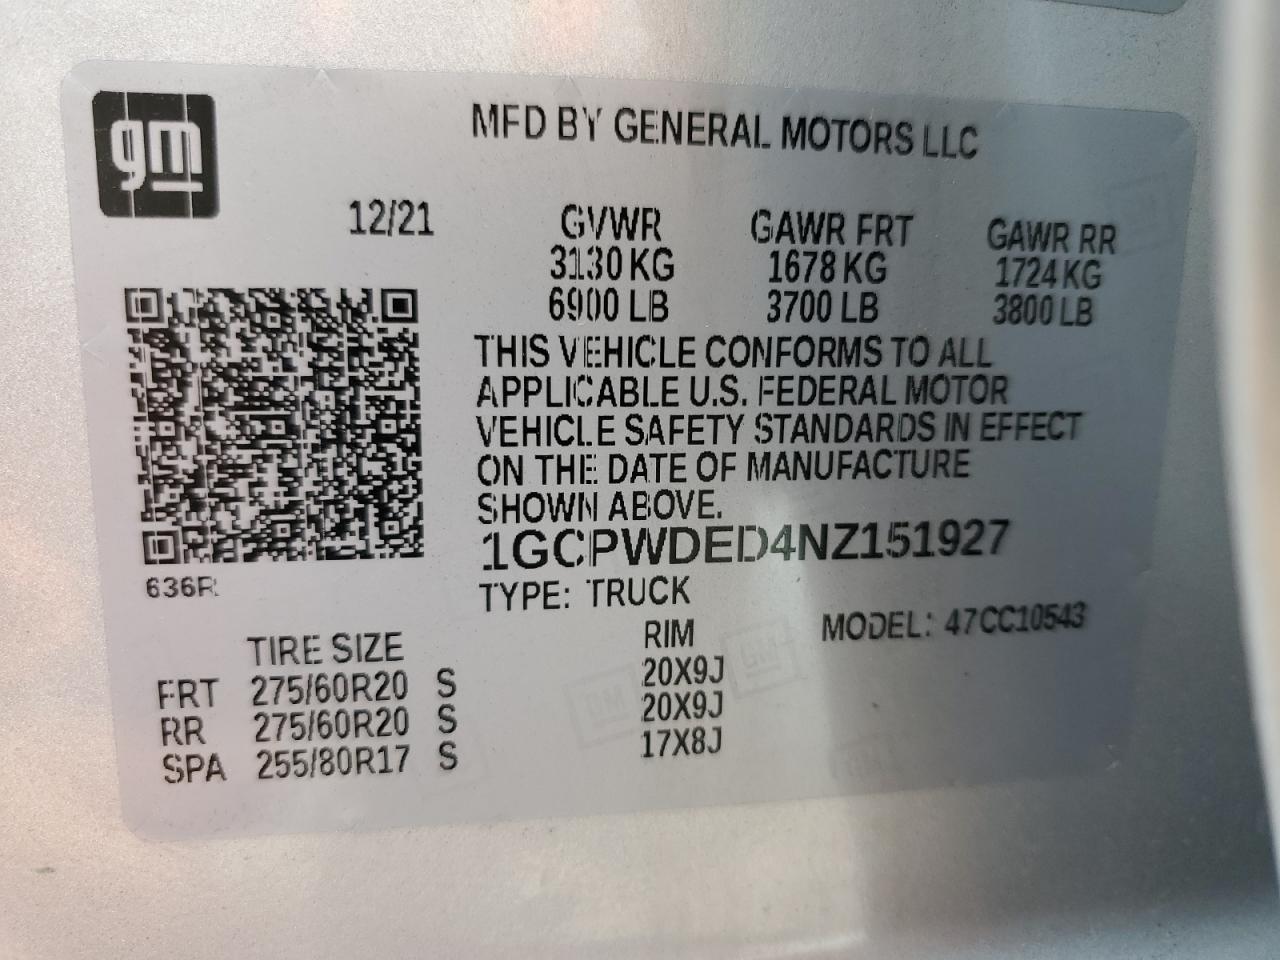 gm
MFD BY GENERAL MOTORS LLC
12/21 GVWR GAWR FRT GAWR RR
3130 KG 1678 KG 1724 KG
6900 LB 3700 LB 3800 LB
THIS VEHICLE CONFORMS TO ALL
APPLICABLE U.S. FEDERAL MOTOR
VEHICLE SAFETY STANDARDS IN EFFECT
ON THE DATE OF MANUFACTURE
SHOWN ABOVE.
1GCPWDED4NZ151927
636R
TYPE: TRUCK
MODEL: 47CC10543
TIRE SIZE RIM
FRT 275/60R20 S 20X9J
RR 275/60R20 S 20X9J
SPA 255/80R17 S 17X8J
GM
GM